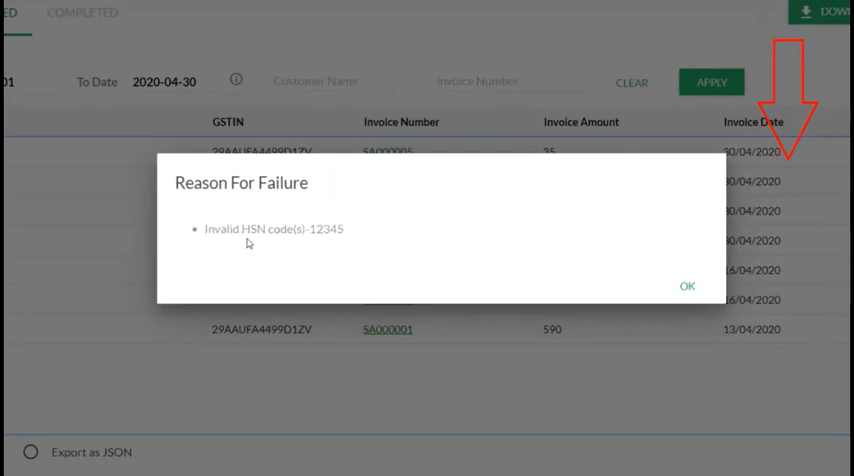 ED COMPLETED DOWN
01 To Date 2020-04-30 Customer Name Invoice Number CLEAR APPLY
GSTIN Invoice Number Invoice Amount Invoice Date
29AAUFA4499D1ZV SA000005 35 30/04/2020
Reason For Failure
30/04/2020
30/04/2020
Invalid HSN code(s)-12345
30/04/2020
16/04/2020
OK
16/04/2020
29AAUFA4499D1ZV SA000001 590 13/04/2020
Export as JSON